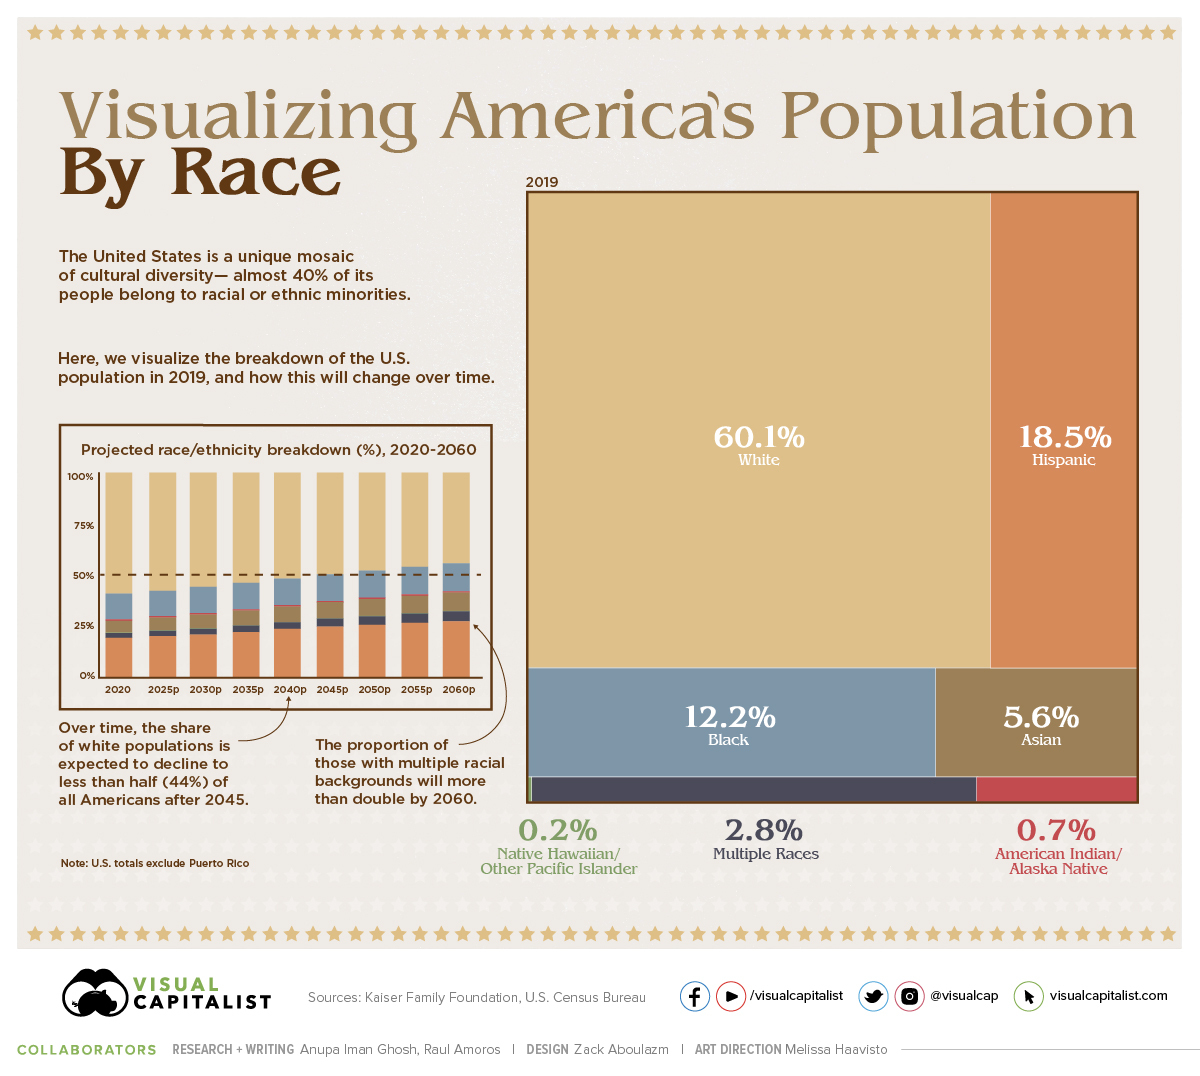 Visualizing America's Population
By Race
The United States is a unique mosaic
of cultural diversity— almost 40% of its
people belong to racial or ethnic minorities.
Here, we visualize the breakdown of the U.S.
population in 2019, and how this will change over time.
Projected race/ethnicity breakdown (%), 2020-2060
100%
75%
50%
25%
0%
2020 2025p 2030p 2035p 2040p 2045p 2050p 2055p 2060p
Over time, the share
of white populations is
expected to decline to
less than half (44%) of
all Americans after 2045.
The proportion of
those with multiple racial
backgrounds will more
than double by 2060.
Note: U.S. totals exclude Puerto Rico
2019
60.1%
White
18.5%
Hispanic
12.2%
Black
5.6%
Asian
0.2%
Native Hawaiian/
Other Pacific Islander
2.8%
Multiple Races
0.7%
American Indian/
Alaska Native
VISUAL
CAPITALIST
Sources: Kaiser Family Foundation, U.S. Census Bureau
/visualcapitalist
@visualcap
visualcapitalist.com
COLLABORATORS RESEARCH + WRITING Anupa Iman Ghosh, Raul Amoros | DESIGN Zack Aboulazm | ART DIRECTION Melissa Haavisto